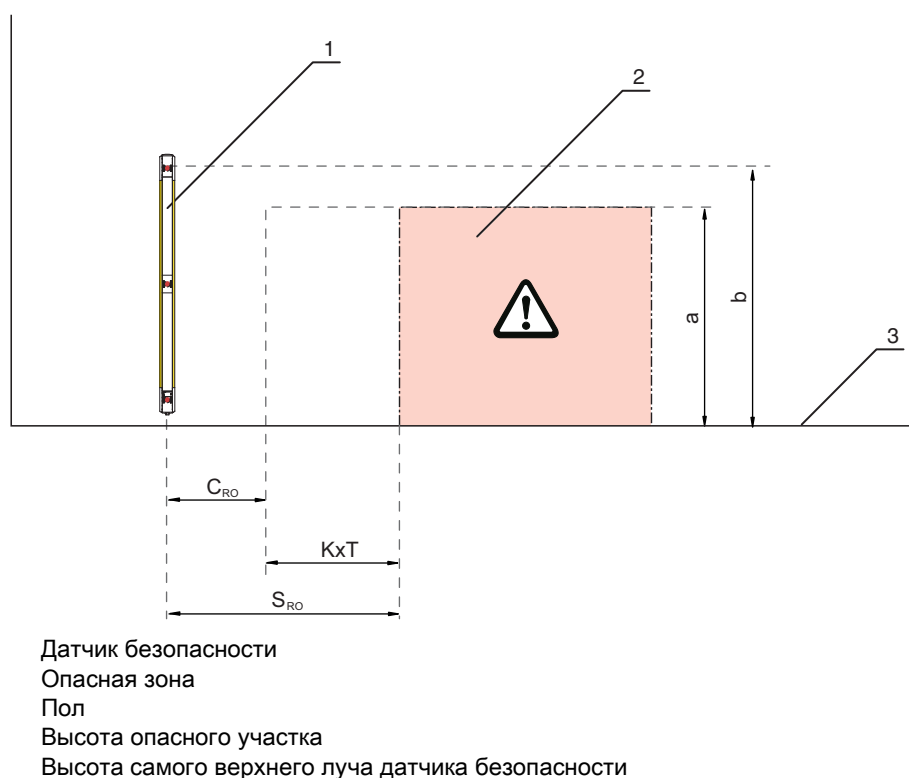 1
2
a
b
3
C_RO
KxT
S_RO
Датчик безопасности
Опасная зона
Пол
Высота опасного участка
Высота самого верхнего луча датчика безопасности